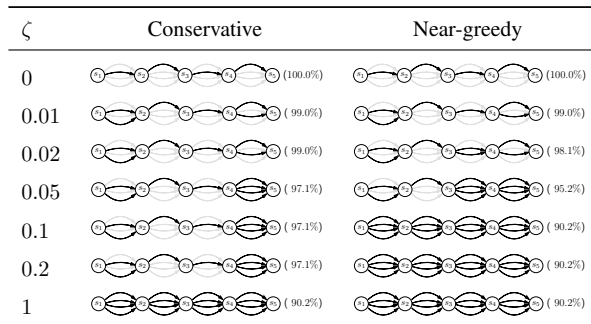 ζ Conservative Near-greedy
0 s₁ s₂ s₃ s₄ s₅ (100.0%) s₁ s₂ s₃ s₄ s₅ (100.0%)
0.01 s₁ s₂ s₃ s₄ s₅ ( 99.0%) s₁ s₂ s₃ s₄ s₅ ( 99.0%)
0.02 s₁ s₂ s₃ s₄ s₅ ( 99.0%) s₁ s₂ s₃ s₄ s₅ ( 98.1%)
0.05 s₁ s₂ s₃ s₄ s₅ ( 97.1%) s₁ s₂ s₃ s₄ s₅ ( 95.2%)
0.1 s₁ s₂ s₃ s₄ s₅ ( 97.1%) s₁ s₂ s₃ s₄ s₅ ( 90.2%)
0.2 s₁ s₂ s₃ s₄ s₅ ( 97.1%) s₁ s₂ s₃ s₄ s₅ ( 90.2%)
1 s₁ s₂ s₃ s₄ s₅ ( 90.2%) s₁ s₂ s₃ s₄ s₅ ( 90.2%)